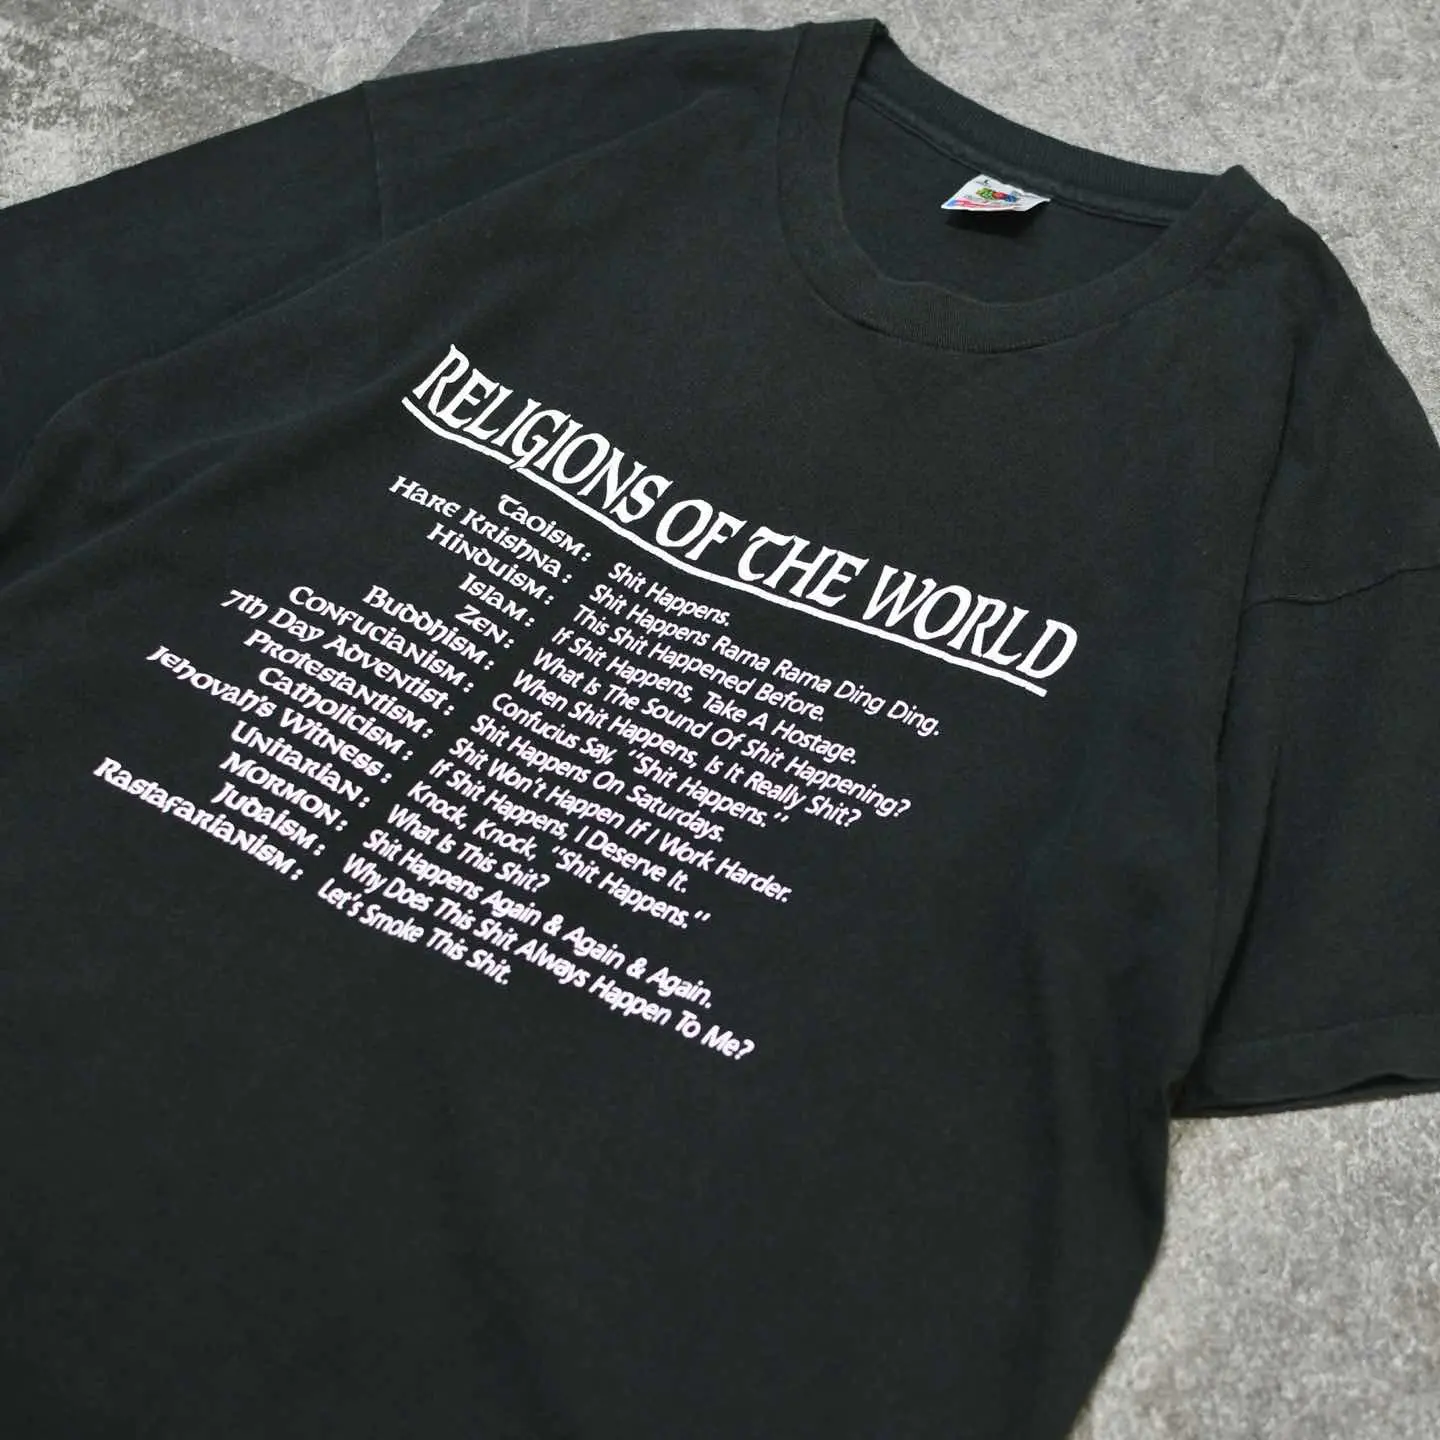 RELIGIONS OF THE WORLD
Taoism: Shit Happens.
Hare Krishna: Shit Happens Rama Rama Ding Ding.
Hinduism: This Shit Happened Before.
Islam: If Shit Happens, Take A Hostage.
Zen: What Is The Sound Of Shit Happening?
Buddhism: When Shit Happens, Is It Really Shit?
Confucianism: Confucius Say, "Shit Happens."
7th Day Adventist: Shit Happens On Saturdays.
Protestantism: Shit Won't Happen If I Work Harder.
Catholicism: If Shit Happens, I Deserve It.
Jehovah's Witness: Knock, Knock, "Shit Happens."
Unitarian: What Is This Shit?
Mormon: Shit Happens Again & Again & Again.
Judaism: Why Does This Shit Always Happen To Me?
Rastafarianism: Let's Smoke This Shit.